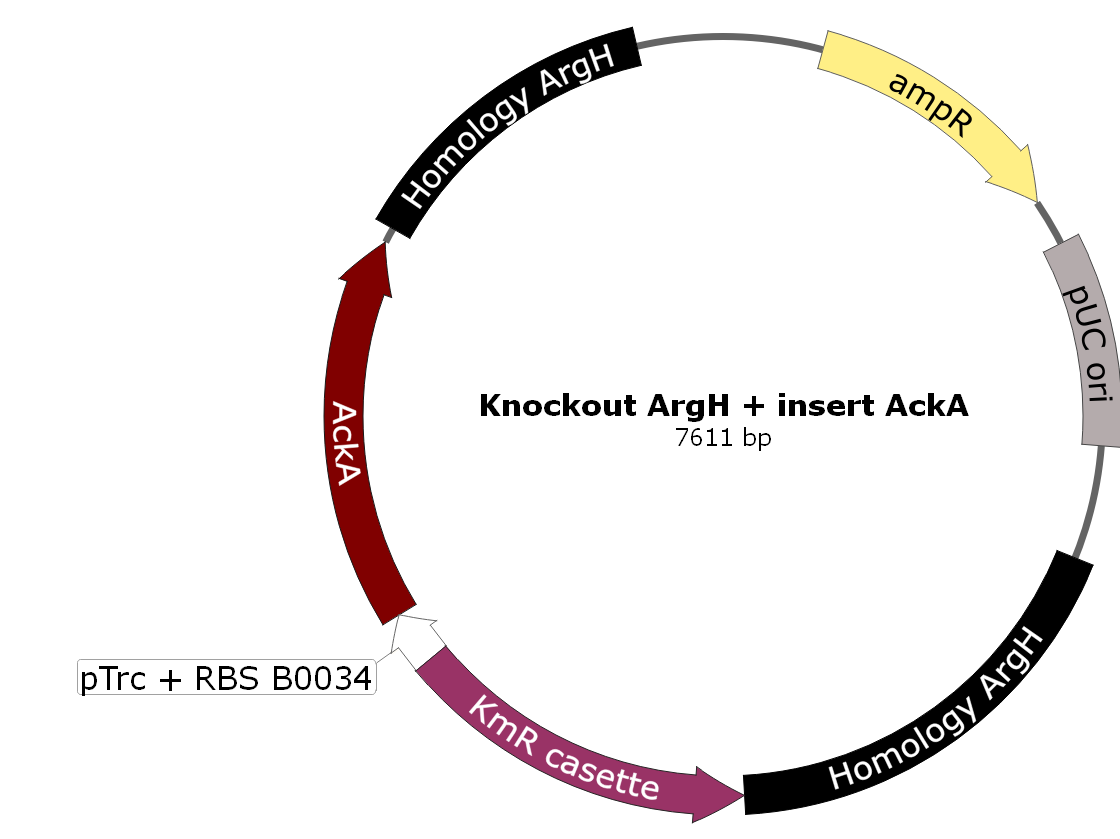 Homology ArgH
ampR
pUC ori
Knockout ArgH + insert AckA
7611 bp
AckA
pTrc + RBS B0034
KmR casette
Homology ArgH